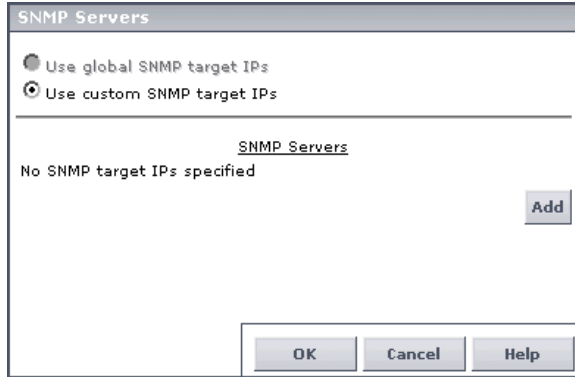 SNMP Servers
Use global SNMP target IPs
Use custom SNMP target IPs
SNMP Servers
No SNMP target IPs specified
Add
OK Cancel Help